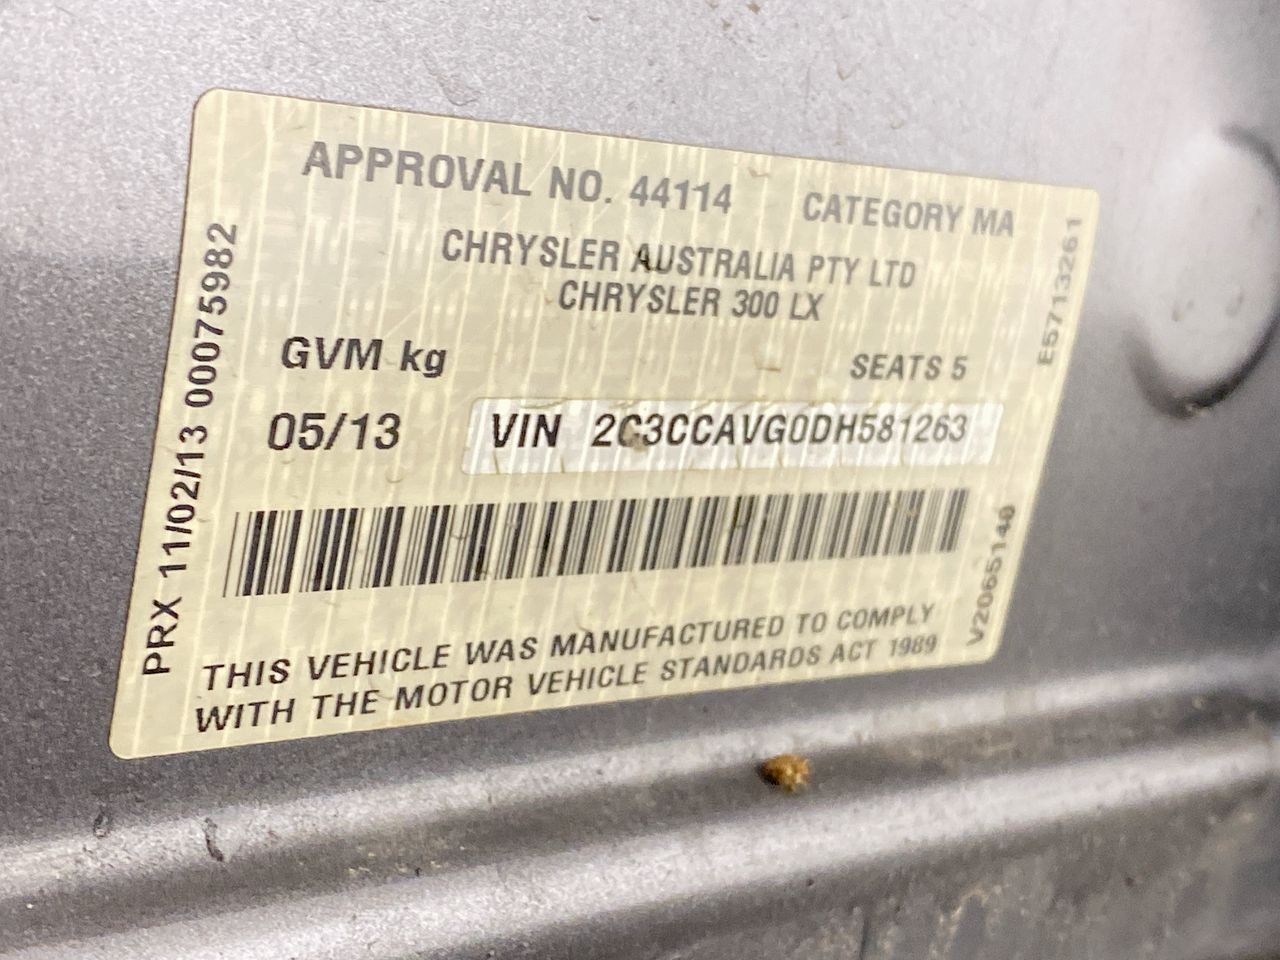 APPROVAL NO. 44114 CATEGORY MA
CHRYSLER AUSTRALIA PTY LTD
CHRYSLER 300 LX
GVM kg SEATS 5
05/13 VIN 2C3CCAVG0DH581263
THIS VEHICLE WAS MANUFACTURED TO COMPLY
WITH THE MOTOR VEHICLE STANDARDS ACT 1989
PRX 11/02/13 00075982
E5713261
V2065140